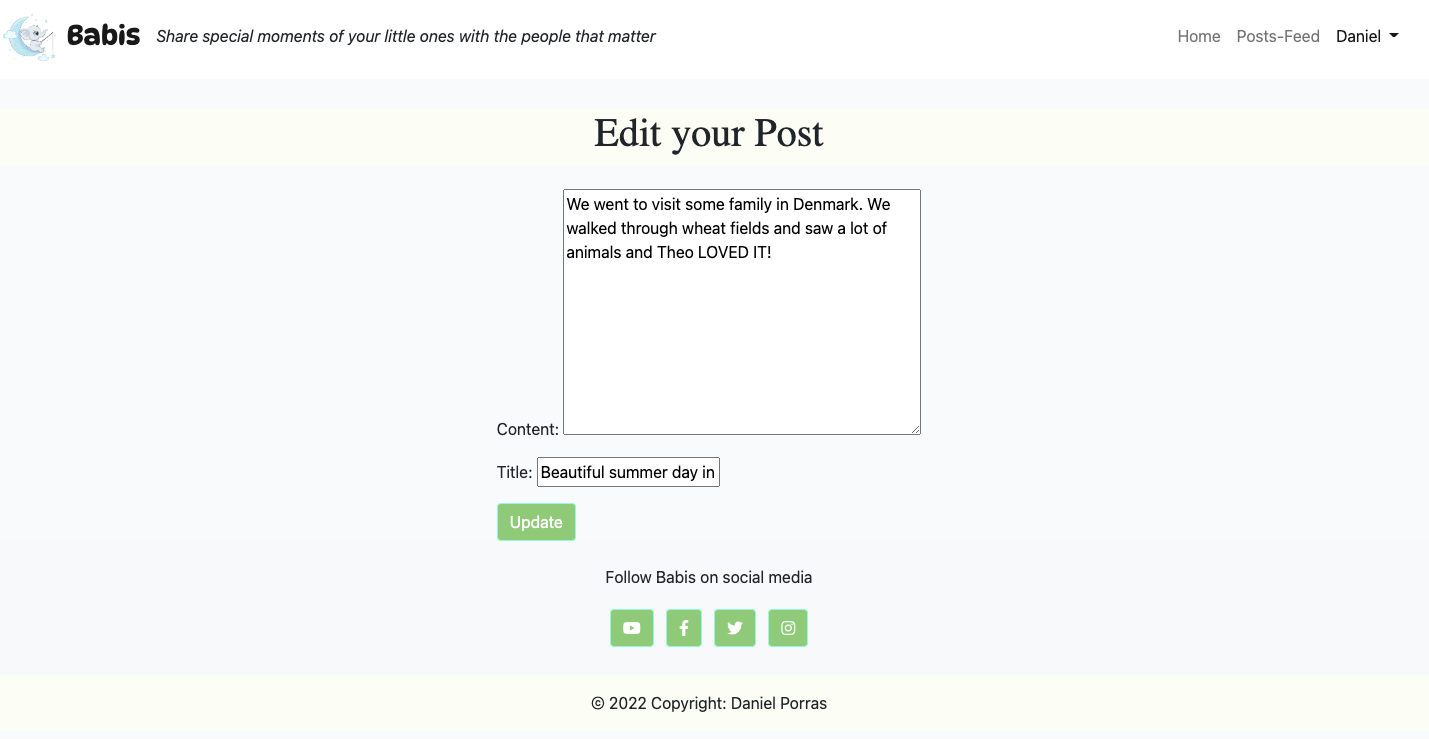 Babis
Share special moments of your little ones with the people that matter
Home
Posts-Feed
Daniel
Edit your Post
We went to visit some family in Denmark. We
walked through wheat fields and saw a lot of
animals and Theo LOVED IT!
Content:
Title: Beautiful summer day in
Update
Follow Babis on social media
© 2022 Copyright: Daniel Porras